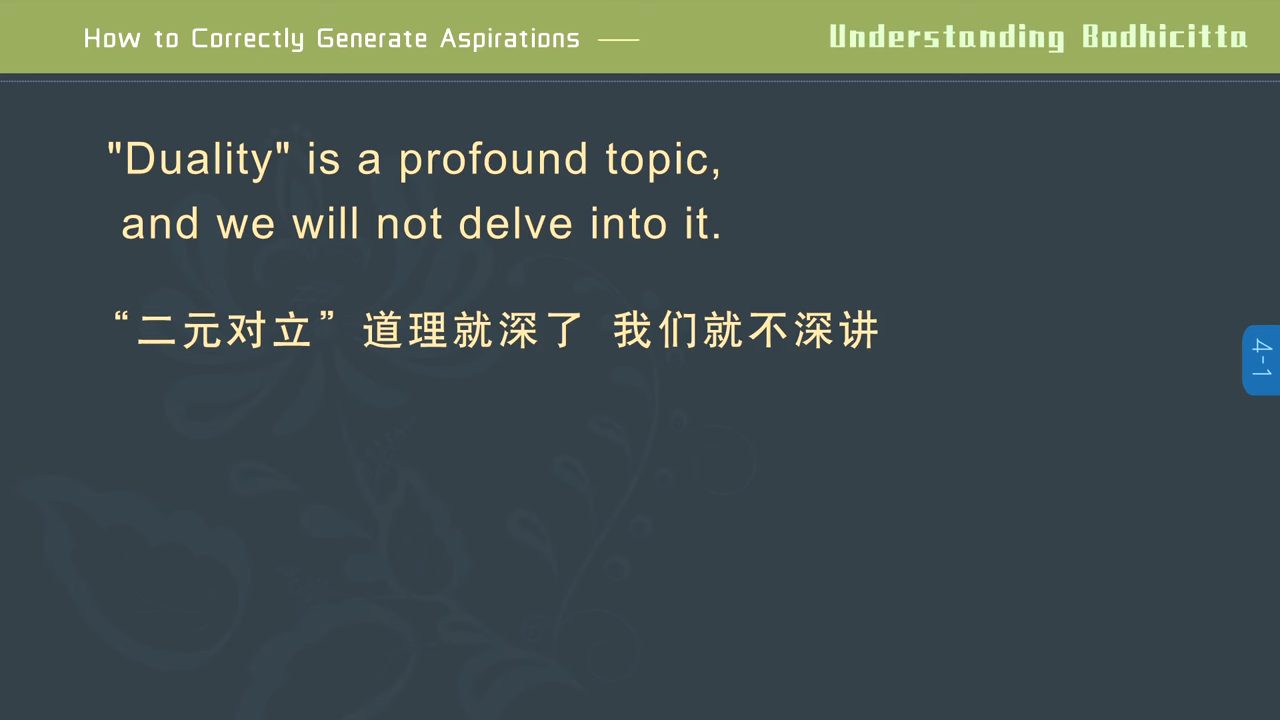 How to Correctly Generate Aspirations
Understanding Bodhicitta
"Duality" is a profound topic,
and we will not delve into it.
“二元对立”道理就深了 我们就不深讲
4-1